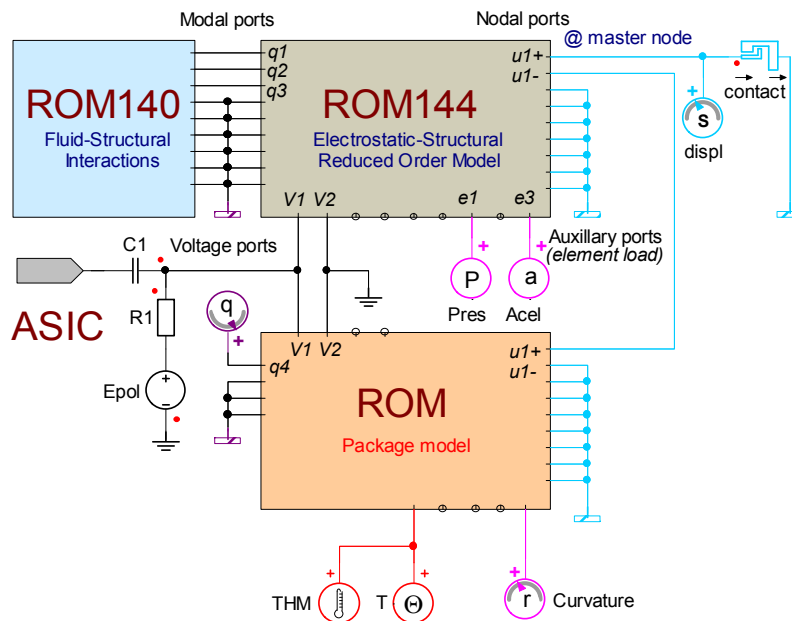 Modal ports
Nodal ports
ROM140
Fluid-Structural
Interactions
q1
q2
q3
ROM144
Electrostatic-Structural
Reduced Order Model
u1+
u1-
@ master node
contact
s
displ
V1 V2
e1 e3
Voltage ports
Auxillary ports
(element load)
C1
ASIC
R1
Epol
q
P
Pres
a
Acel
V1 V2
q4
ROM
Package model
u1+
u1-
THM
T
Θ
r
Curvature